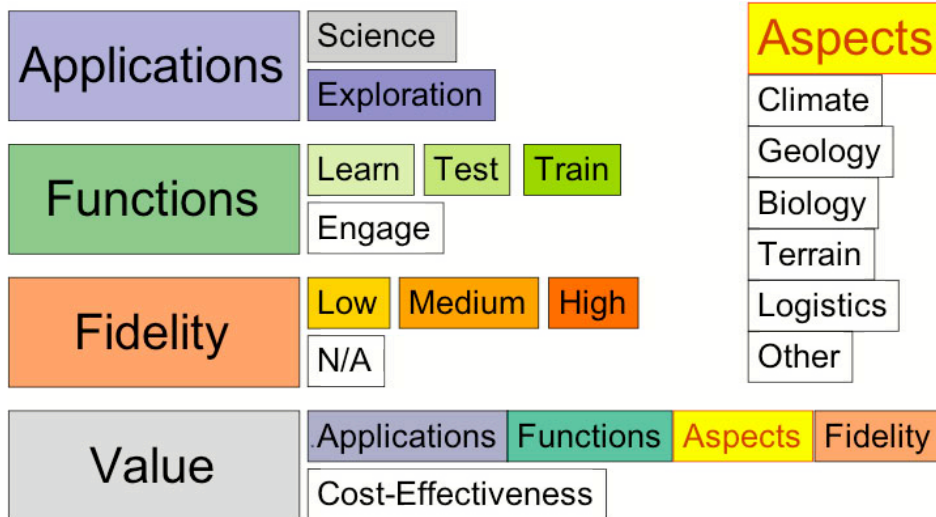 Applications
Science
Exploration
Functions
Learn Test Train
Engage
Fidelity
Low Medium High
N/A
Value
.Applications Functions Aspects Fidelity
Cost-Effectiveness
Aspects
Climate
Geology
Biology
Terrain
Logistics
Other